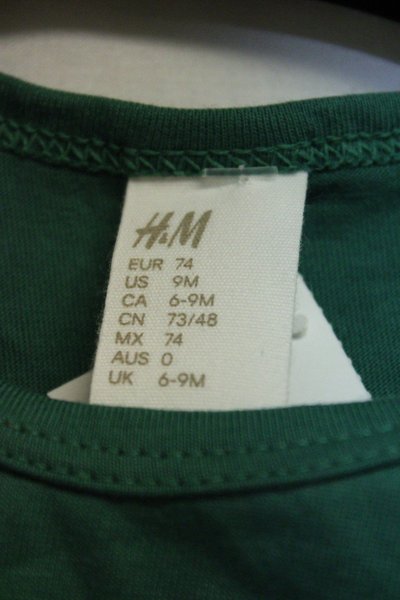 H&M
EUR 74
US 9M
CA 6-9M
CN 73/48
MX 74
AUS 0
UK 6-9M